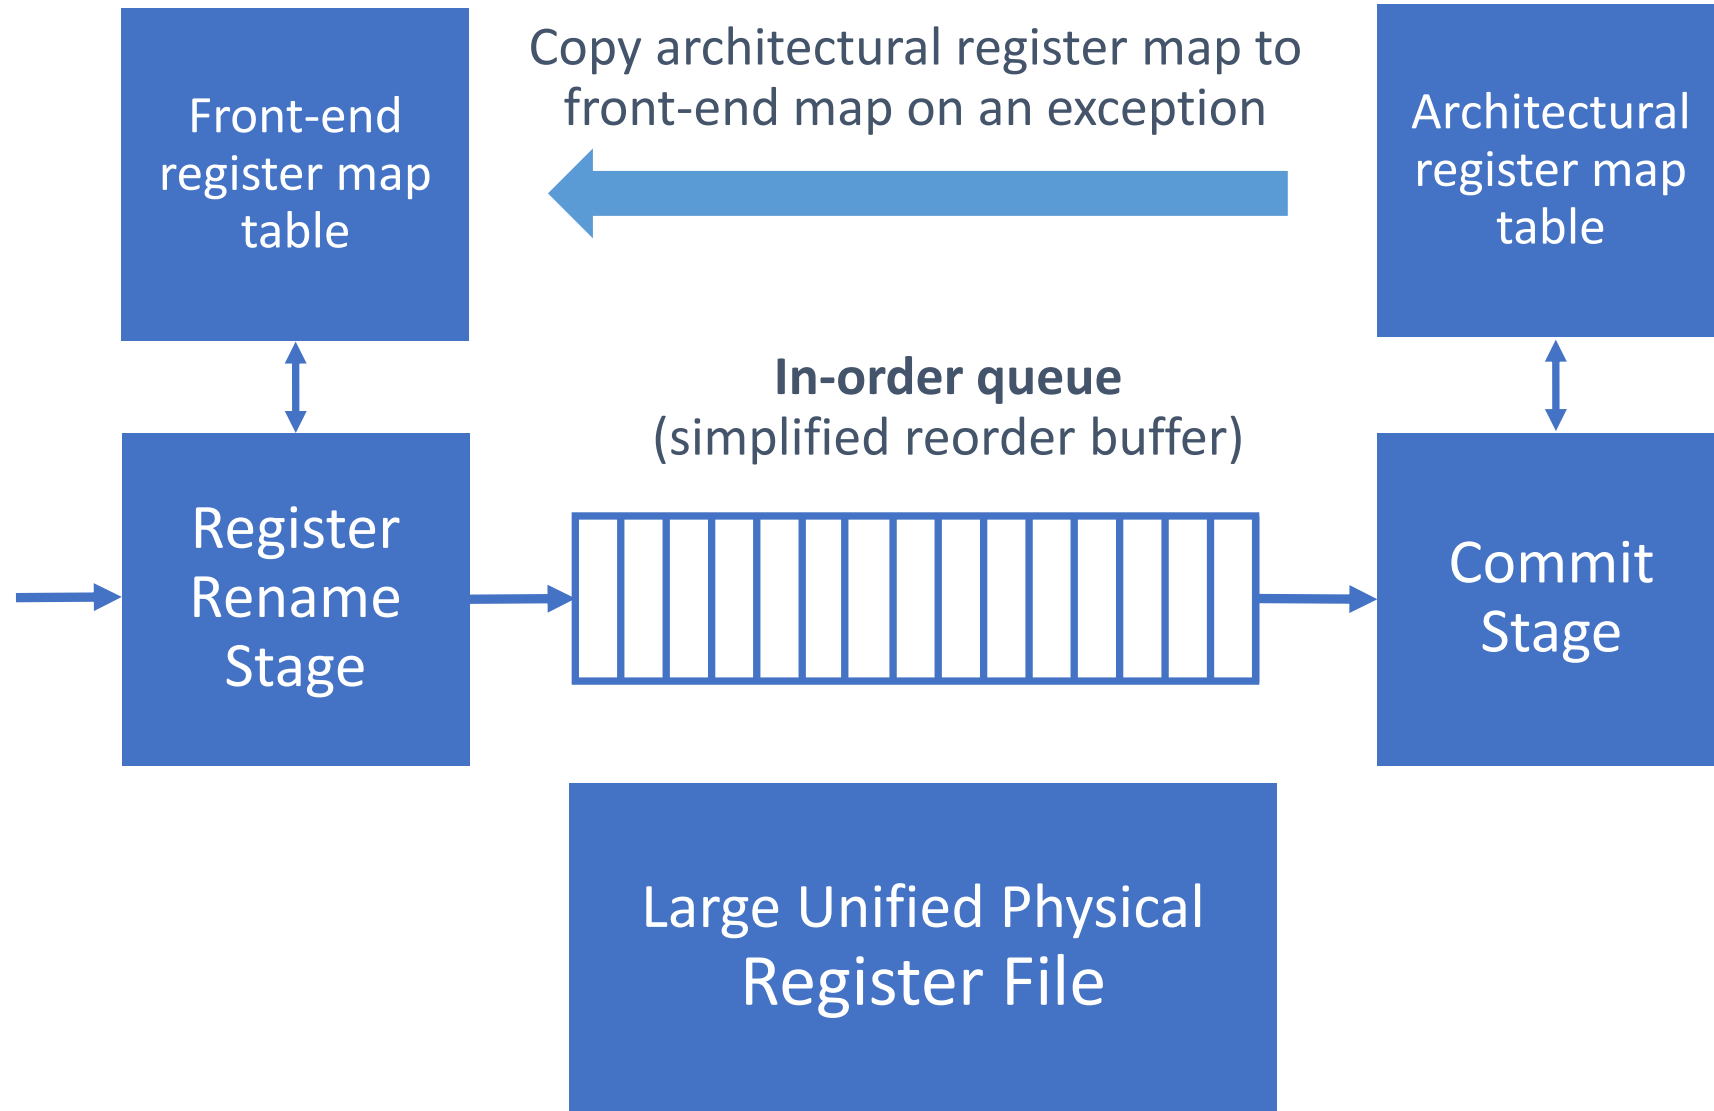 Front-end
register map
table
Copy architectural register map to
front-end map on an exception
Architectural
register map
table
In-order queue
(simplified reorder buffer)
Register
Rename
Stage
Commit
Stage
Large Unified Physical
Register File